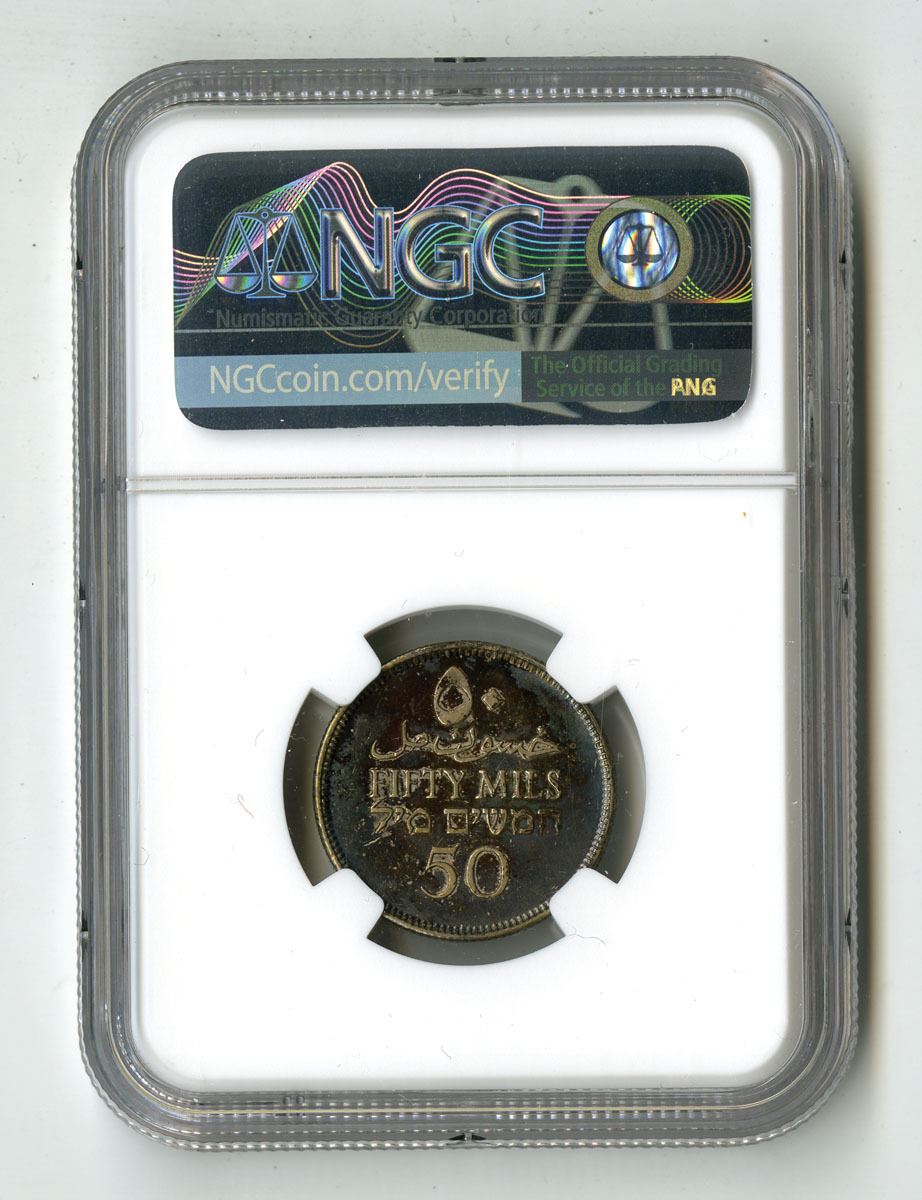 NGC
Numismatic Guaranty Corporation
NGCcoin.com/verify
The Official Grading
Service of the PNG
٥٠
خمسون مل
FIFTY MILS
חמשים מיל
50